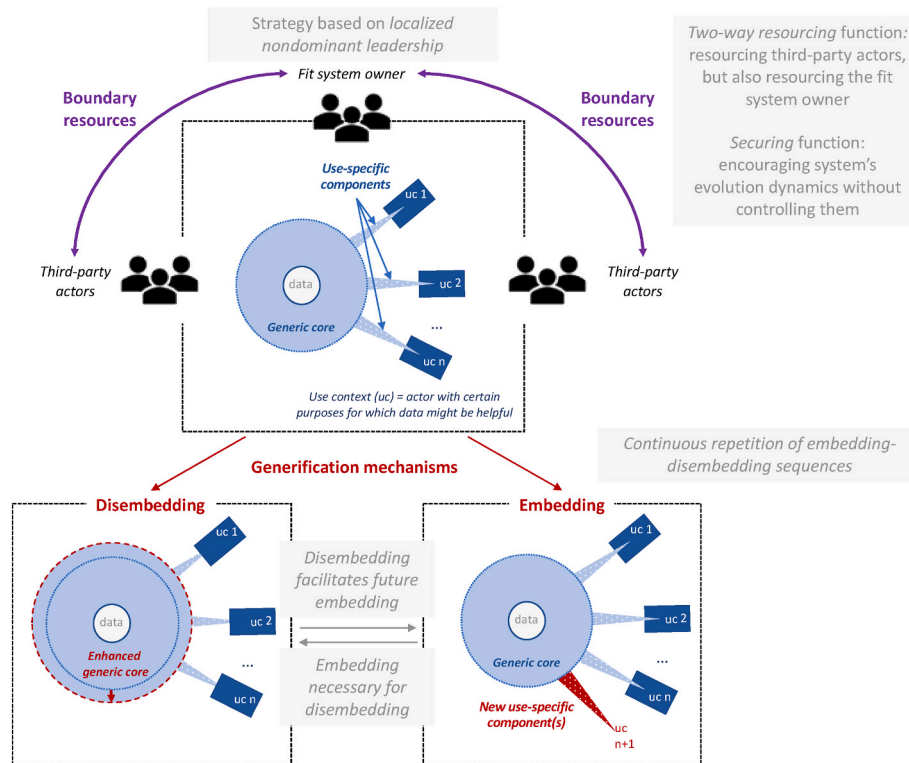 Strategy based on localized
nondominant leadership
Fit system owner
Two-way resourcing function:
resourcing third-party actors,
but also resourcing the fit
system owner
Securing function:
encouraging system's
evolution dynamics without
controlling them
Boundary
resources
Boundary
resources
Use-specific
components
uc 1
uc 2
...
uc n
data
Generic core
Third-party
actors
Third-party
actors
Use context (uc) = actor with certain
purposes for which data might be helpful
Generification mechanisms
Continuous repetition of embedding-
disembedding sequences
Disembedding
uc 1
uc 2
...
uc n
data
Enhanced
generic core
Disembedding
facilitates future
embedding
Embedding
necessary for
disembedding
Embedding
uc 1
uc 2
...
uc n
data
Generic core
New use-specific
component(s)
uc
n+1